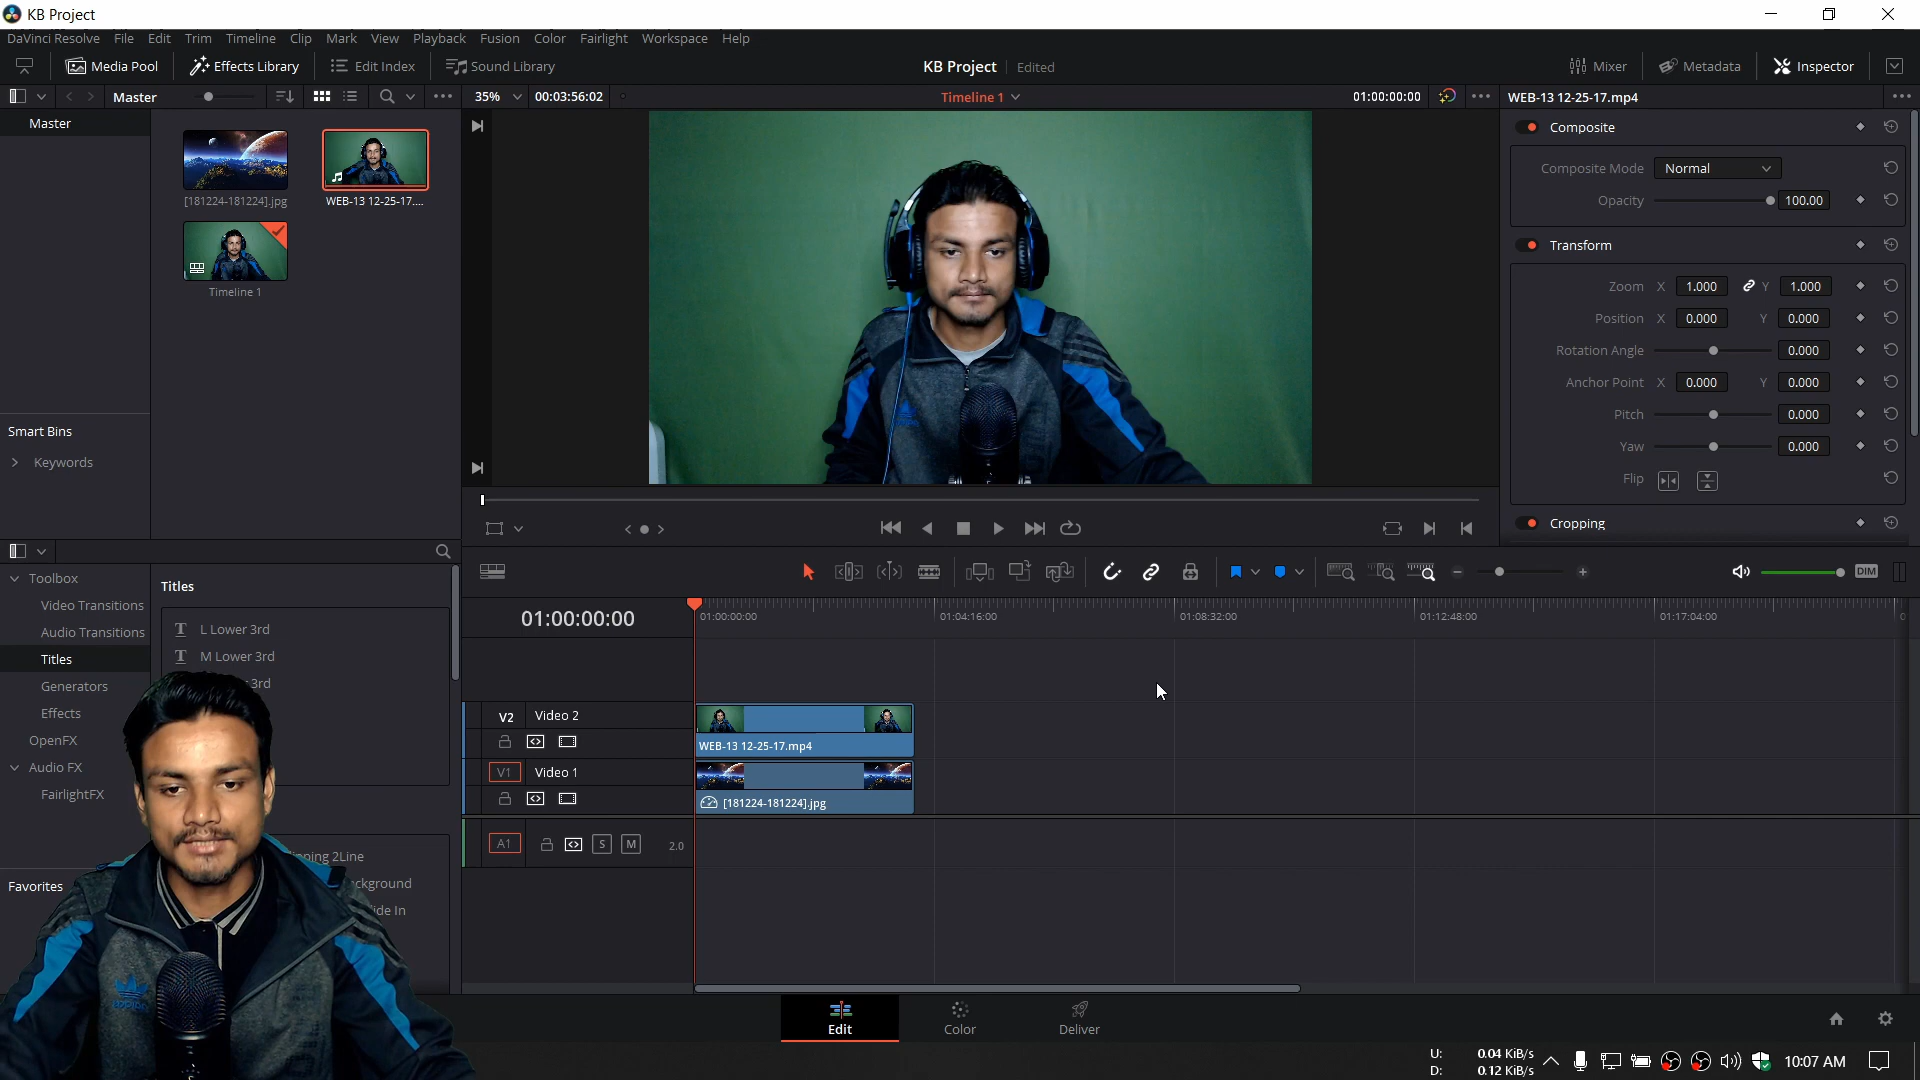 KB Project
DaVinci Resolve File Edit Trim Timeline Clip Mark View Playback Fusion Color Fairlight Workspace Help
Media Pool Effects Library Edit Index Sound Library KB Project Edited Mixer Metadata Inspector
Master 35% 00:03:56:02 Timeline 1 01:00:00:00 WEB-13 12-25-17.mp4
Master
[181224-181224].jpg WEB-13 12-25-17....
Timeline 1
Smart Bins
Keywords
Composite
Composite Mode Normal
Opacity 100.00
Transform
Zoom X 1.000 Y 1.000
Position X 0.000 Y 0.000
Rotation Angle 0.000
Anchor Point X 0.000 Y 0.000
Pitch 0.000
Yaw 0.000
Flip
Cropping
Toolbox
Video Transitions
Audio Transitions
Titles
Generators
Effects
OpenFX
Audio FX
FairlightFX
Favorites
Titles
L Lower 3rd
M Lower 3rd
3rd
2Line
DIM
01:00:00:00 01:00:00:00 01:04:16:00 01:08:32:00 01:12:48:00 01:17:04:00
V2 Video 2
WEB-13 12-25-17.mp4
V1 Video 1
[181224-181224].jpg
A1 S M 2.0
adidas
Edit Color Deliver
U: 0.04 KiB/s
D: 0.12 KiB/s
10:07 AM